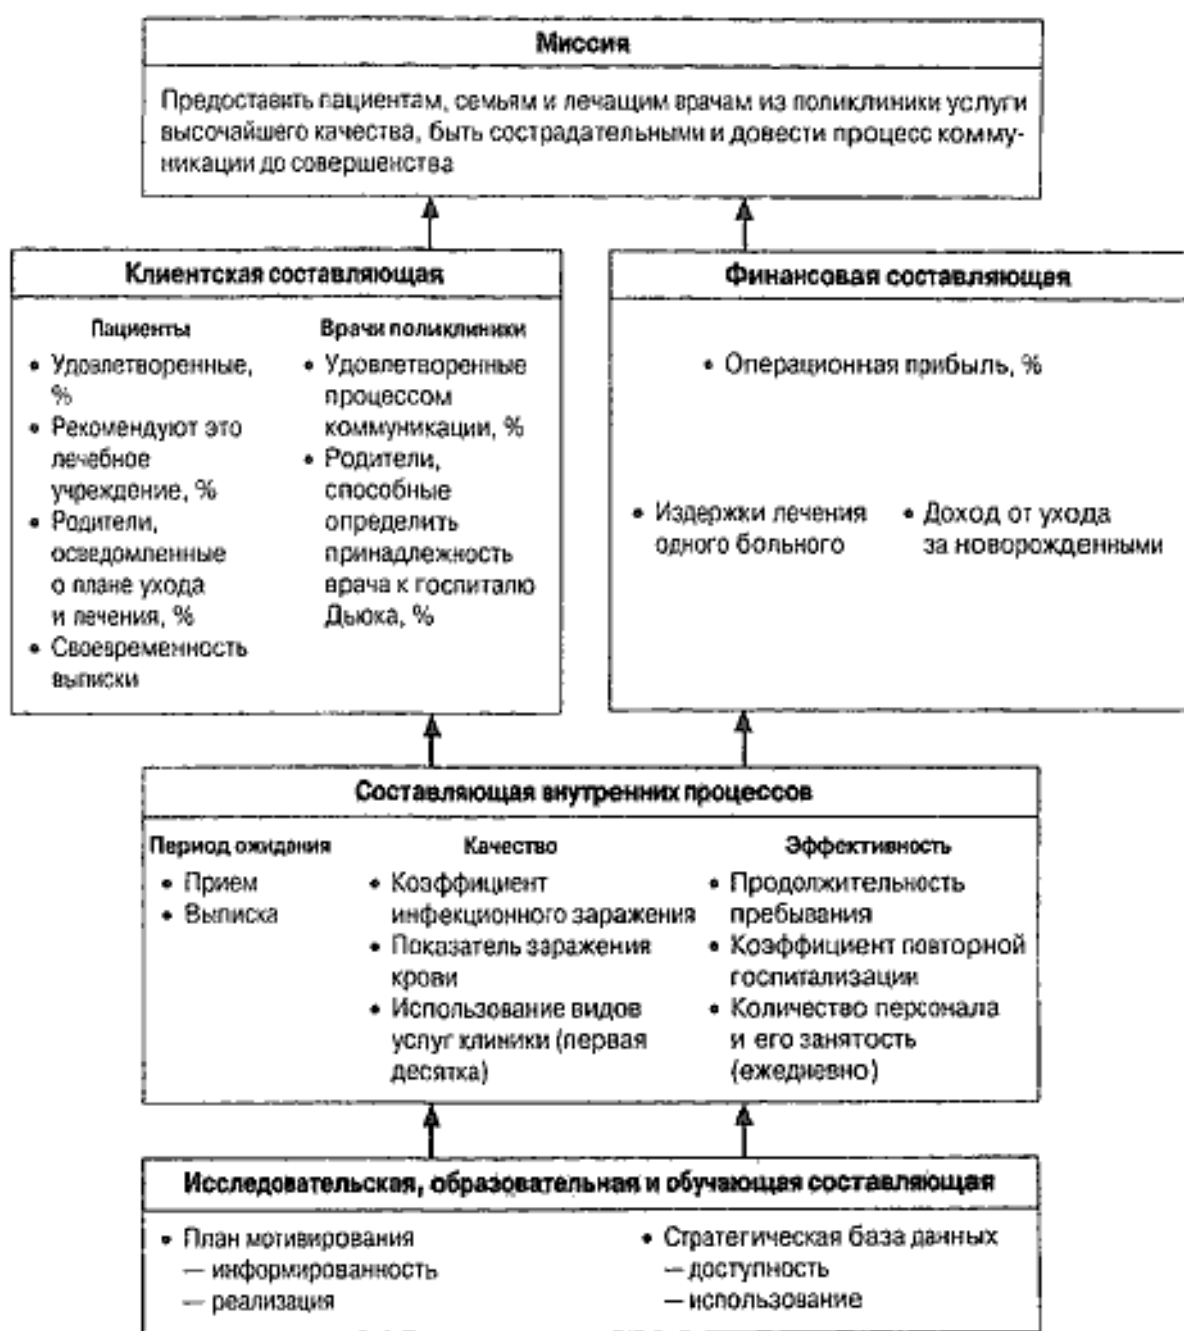 Миссия
Предоставить пациентам, семьям и лечащим врачам из поликлиники услуги
высочайшего качества, быть сострадательными и довести процесс комму-
никации до совершенства
Клиентская составляющая
Пациенты
• Удовлетворенные,
%
• Рекомендуют это
лечебное
учреждение, %
• Родители,
осведомленные
о плане ухода
и лечения, %
• Своевременность
выписки
Врачи поликлиники
• Удовлетворенные
процессом
коммуникации, %
• Родители,
способные
определить
принадлежность
врача к госпиталю
Дьюка, %
Финансовая составляющая
• Операционная прибыль, %
• Издержки лечения
одного больного
• Доход от ухода
за новорожденными
Составляющая внутренних процессов
Период ожидания
• Прием
• Выписка
Качество
• Коэффициент
инфекционного заражения
• Показатель заражения
крови
• Использование видов
услуг клиники (первая
десятка)
Эффективность
• Продолжительность
пребывания
• Коэффициент повторной
госпитализации
• Количество персонала
и его занятость
(ежедневно)
Исследовательская, образовательная и обучающая составляющая
• План мотивирования
— информированность
— реализация
• Стратегическая база данных
— доступность
— использование